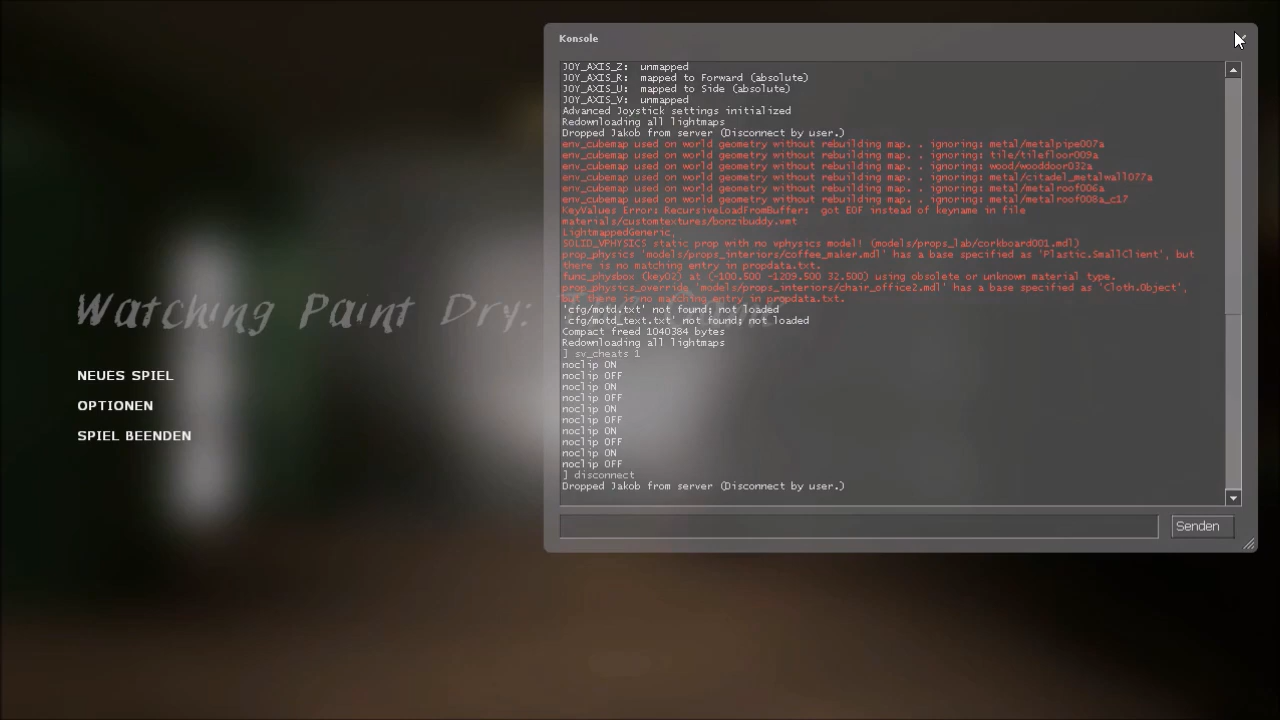 Konsole
JOY_AXIS_Z: unmapped
JOY_AXIS_R: mapped to Forward (absolute)
JOY_AXIS_U: mapped to Side (absolute)
JOY_AXIS_V: unmapped
Advanced Joystick settings initialized
Redownloading all lightmaps
Dropped Jakob from server (Disconnect by user.)
env_cubemap used on world geometry without rebuilding map. . ignoring: metal/metalpipe007a
env_cubemap used on world geometry without rebuilding map. . ignoring: tile/tilefloor009a
env_cubemap used on world geometry without rebuilding map. . ignoring: wood/wooddoor032a
env_cubemap used on world geometry without rebuilding map. . ignoring: metal/citadel_metalwall077a
env_cubemap used on world geometry without rebuilding map. . ignoring: metal/metalroof006a
env_cubemap used on world geometry without rebuilding map. . ignoring: metal/metalroof008a_c17
KeyValues Error: RecursiveLoadFromBuffer: got EOF instead of keyname in file
materials/customtextures/bonzibuddy.vmt
LightmappedGeneric,
SOLID_VPHYSICS static prop with no vphysics model! (models/props_lab/corkboard001.mdl)
prop_physics 'models/props_interiors/coffee_maker.mdl' has a base specified as 'Plastic.SmallClient', but
there is no matching entry in propdata.txt.
func_physbox (key02) at (-100.500 -1209.500 32.500) using obsolete or unknown material type.
prop_physics_override 'models/props_interiors/chair_office2.mdl' has a base specified as 'Cloth.Object',
but there is no matching entry in propdata.txt.
'cfg/motd.txt' not found; not loaded
'cfg/motd_text.txt' not found; not loaded
Compact freed 1040384 bytes
Redownloading all lightmaps
] sv_cheats 1
noclip ON
noclip OFF
noclip ON
noclip OFF
noclip ON
noclip OFF
noclip ON
noclip OFF
noclip ON
noclip OFF
] disconnect
Dropped Jakob from server (Disconnect by user.)
Senden
Watching Paint Dry:
NEUES SPIEL
OPTIONEN
SPIEL BEENDEN